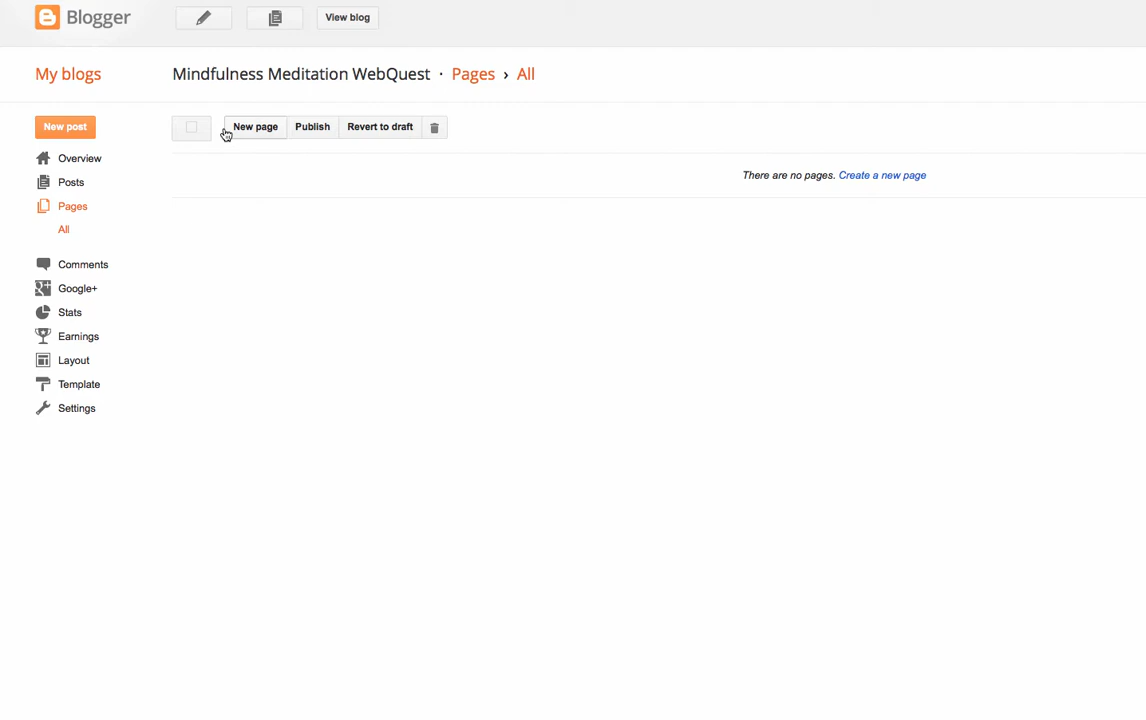 Blogger View blog
My blogs Mindfulness Meditation WebQuest · Pages › All
New post New page Publish Revert to draft
Overview
There are no pages. Create a new page
Posts
Pages
All
Comments
Google+
Stats
Earnings
Layout
Template
Settings